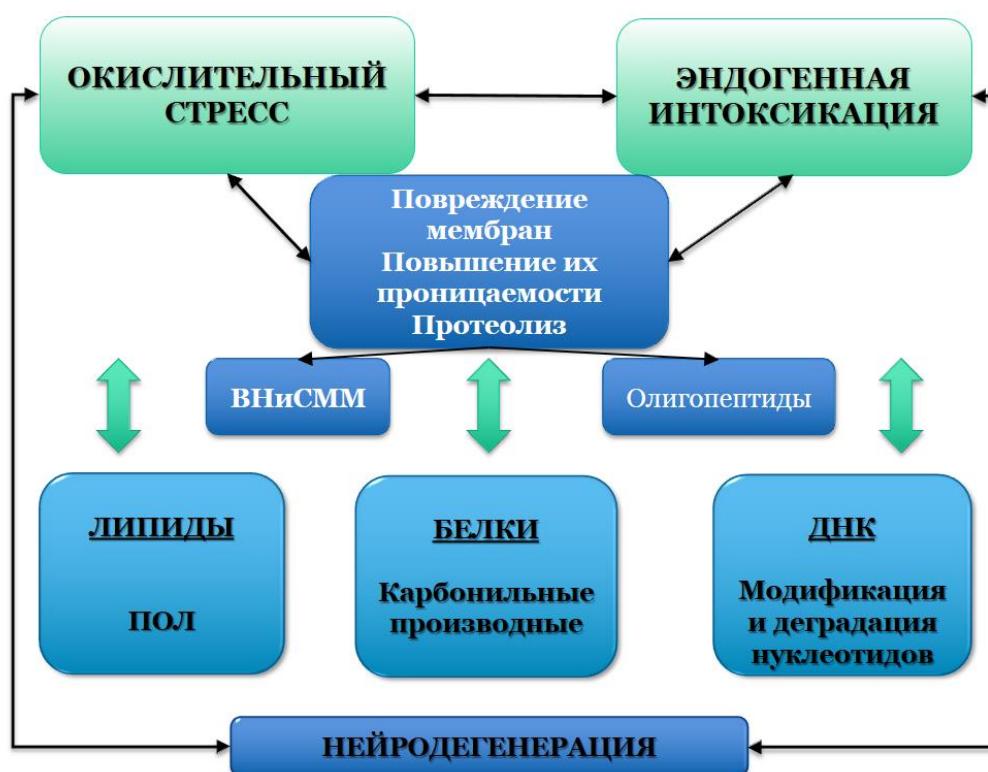 ОКИСЛИТЕЛЬНЫЙ
СТРЕСС
ЭНДОГЕННАЯ
ИНТОКСИКАЦИЯ
Повреждение
мембран
Повышение их
проницаемости
Протеолиз
ВНиСММ
Олигопептиды
ЛИПИДЫ
ПОЛ
БЕЛКИ
Карбонильные
производные
ДНК
Модификация
и деградация
нуклеотидов
НЕЙРОДЕГЕНЕРАЦИЯ